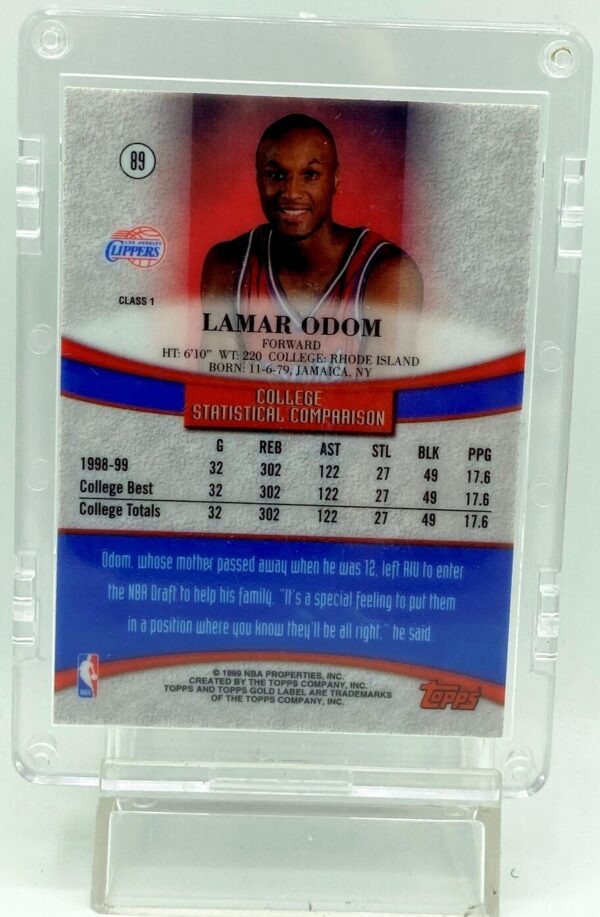 89
LOS ANGELES
CLIPPERS
CLASS 1
LAMAR ODOM
FORWARD
HT: 6'10" WT: 220 COLLEGE: RHODE ISLAND
BORN: 11-6-79, JAMAICA, NY
COLLEGE
STATISTICAL COMPARISON
G REB AST STL BLK PPG
1998-99 32 302 122 27 49 17.6
College Best 32 302 122 27 49 17.6
College Totals 32 302 122 27 49 17.6
Odom, whose mother passed away when he was 12, left RIU to enter
the NBA Draft to help his family. "It's a special feeling to put them
in a position where you know they'll be all right," he said.
NBA
© 1999 NBA PROPERTIES, INC.
CREATED BY THE TOPPS COMPANY, INC.
TOPPS AND TOPPS GOLD LABEL ARE TRADEMARKS
OF THE TOPPS COMPANY, INC.
Topps